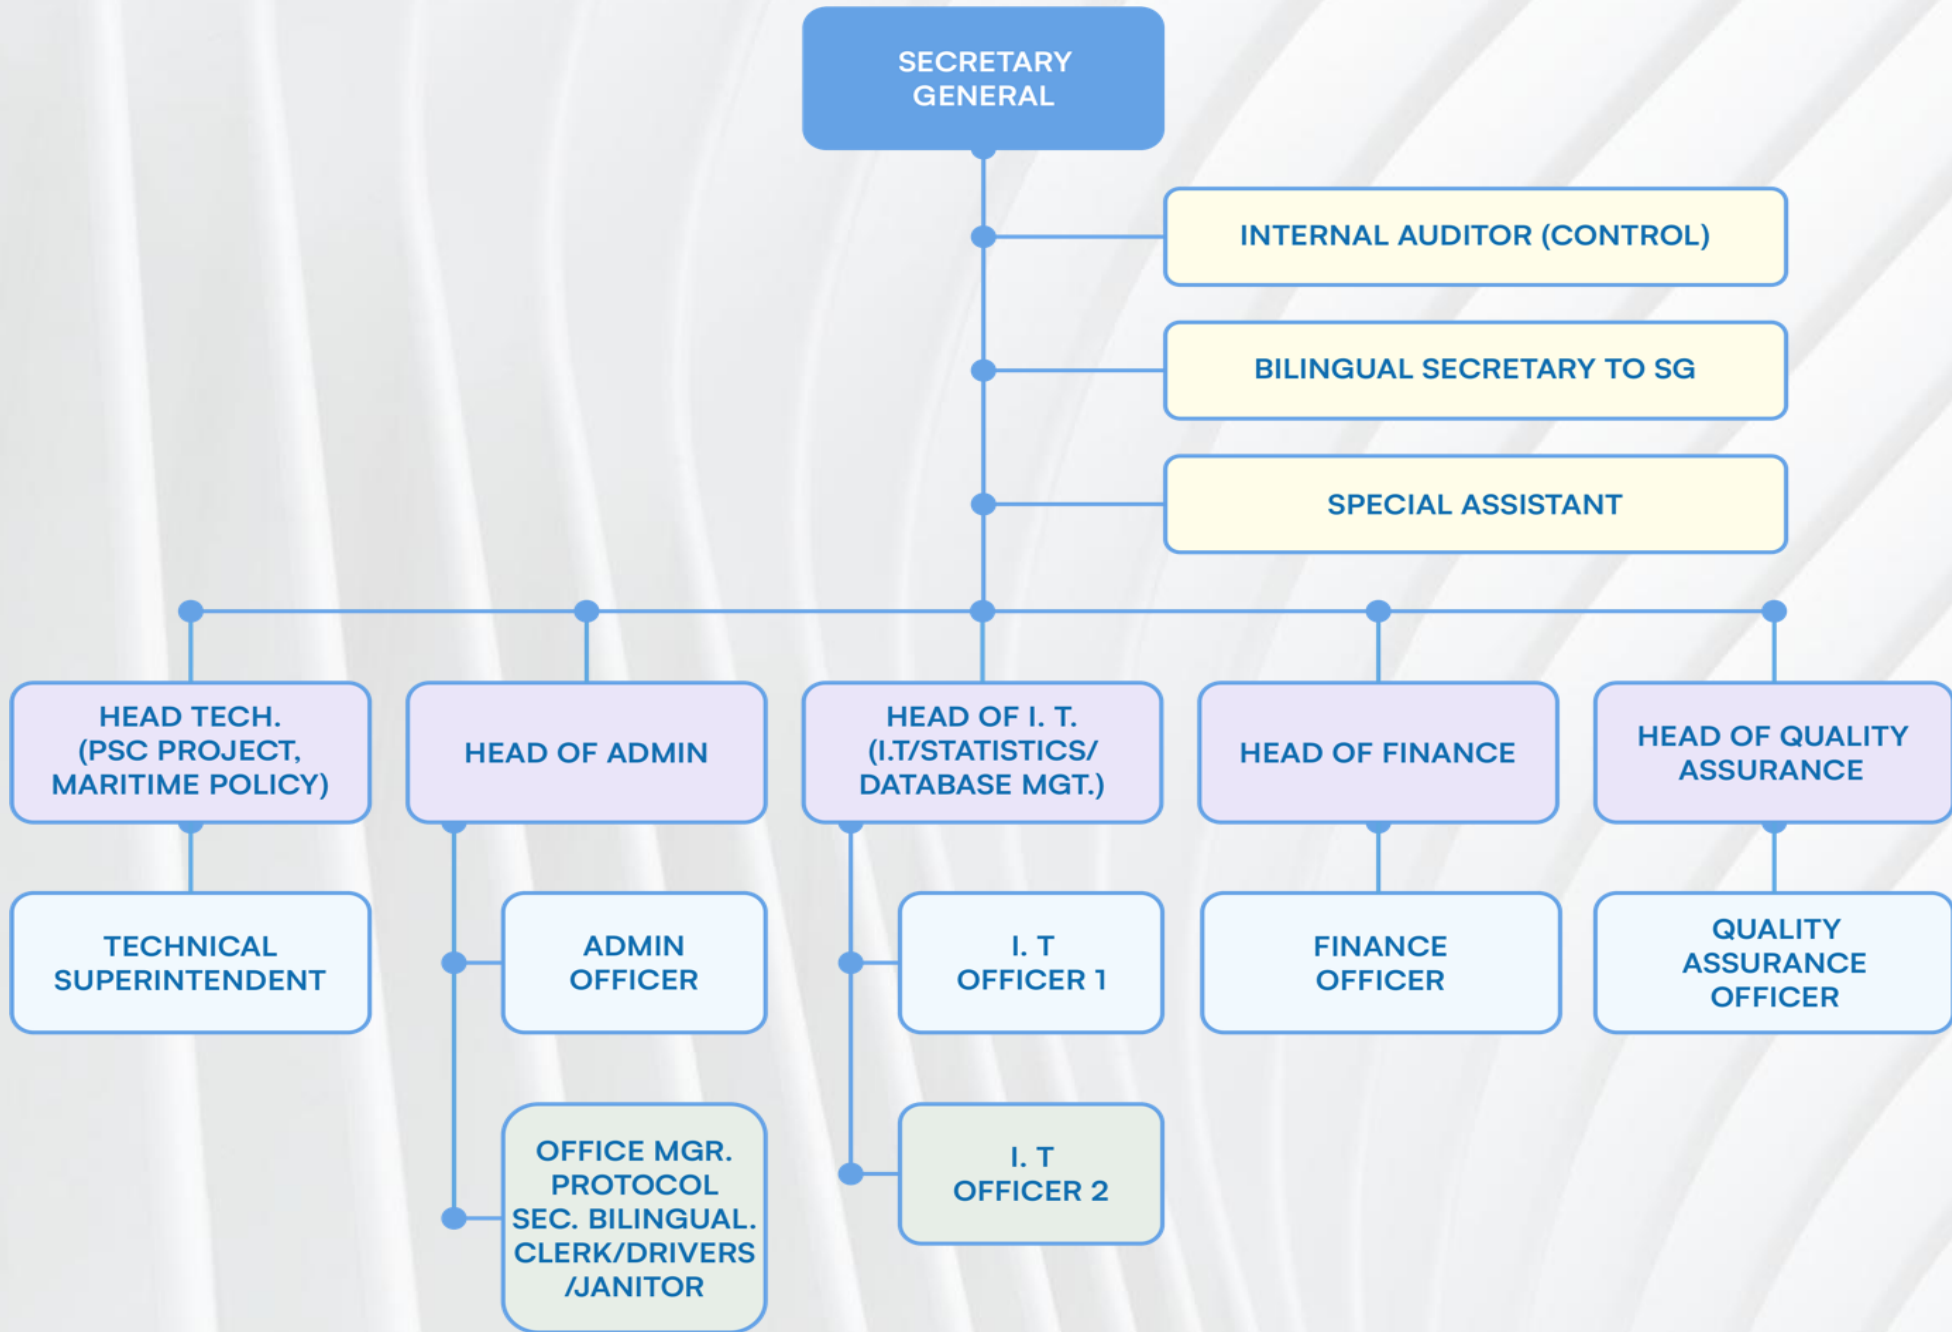 SECRETARY
GENERAL
INTERNAL AUDITOR (CONTROL)
BILINGUAL SECRETARY TO SG
SPECIAL ASSISTANT
HEAD TECH.
(PSC PROJECT,
MARITIME POLICY)
HEAD OF ADMIN
HEAD OF I. T.
(I.T/STATISTICS/
DATABASE MGT.)
HEAD OF FINANCE
HEAD OF QUALITY
ASSURANCE
TECHNICAL
SUPERINTENDENT
ADMIN
OFFICER
I. T
OFFICER 1
FINANCE
OFFICER
QUALITY
ASSURANCE
OFFICER
OFFICE MGR.
PROTOCOL
SEC. BILINGUAL.
CLERK/DRIVERS
/JANITOR
I. T
OFFICER 2